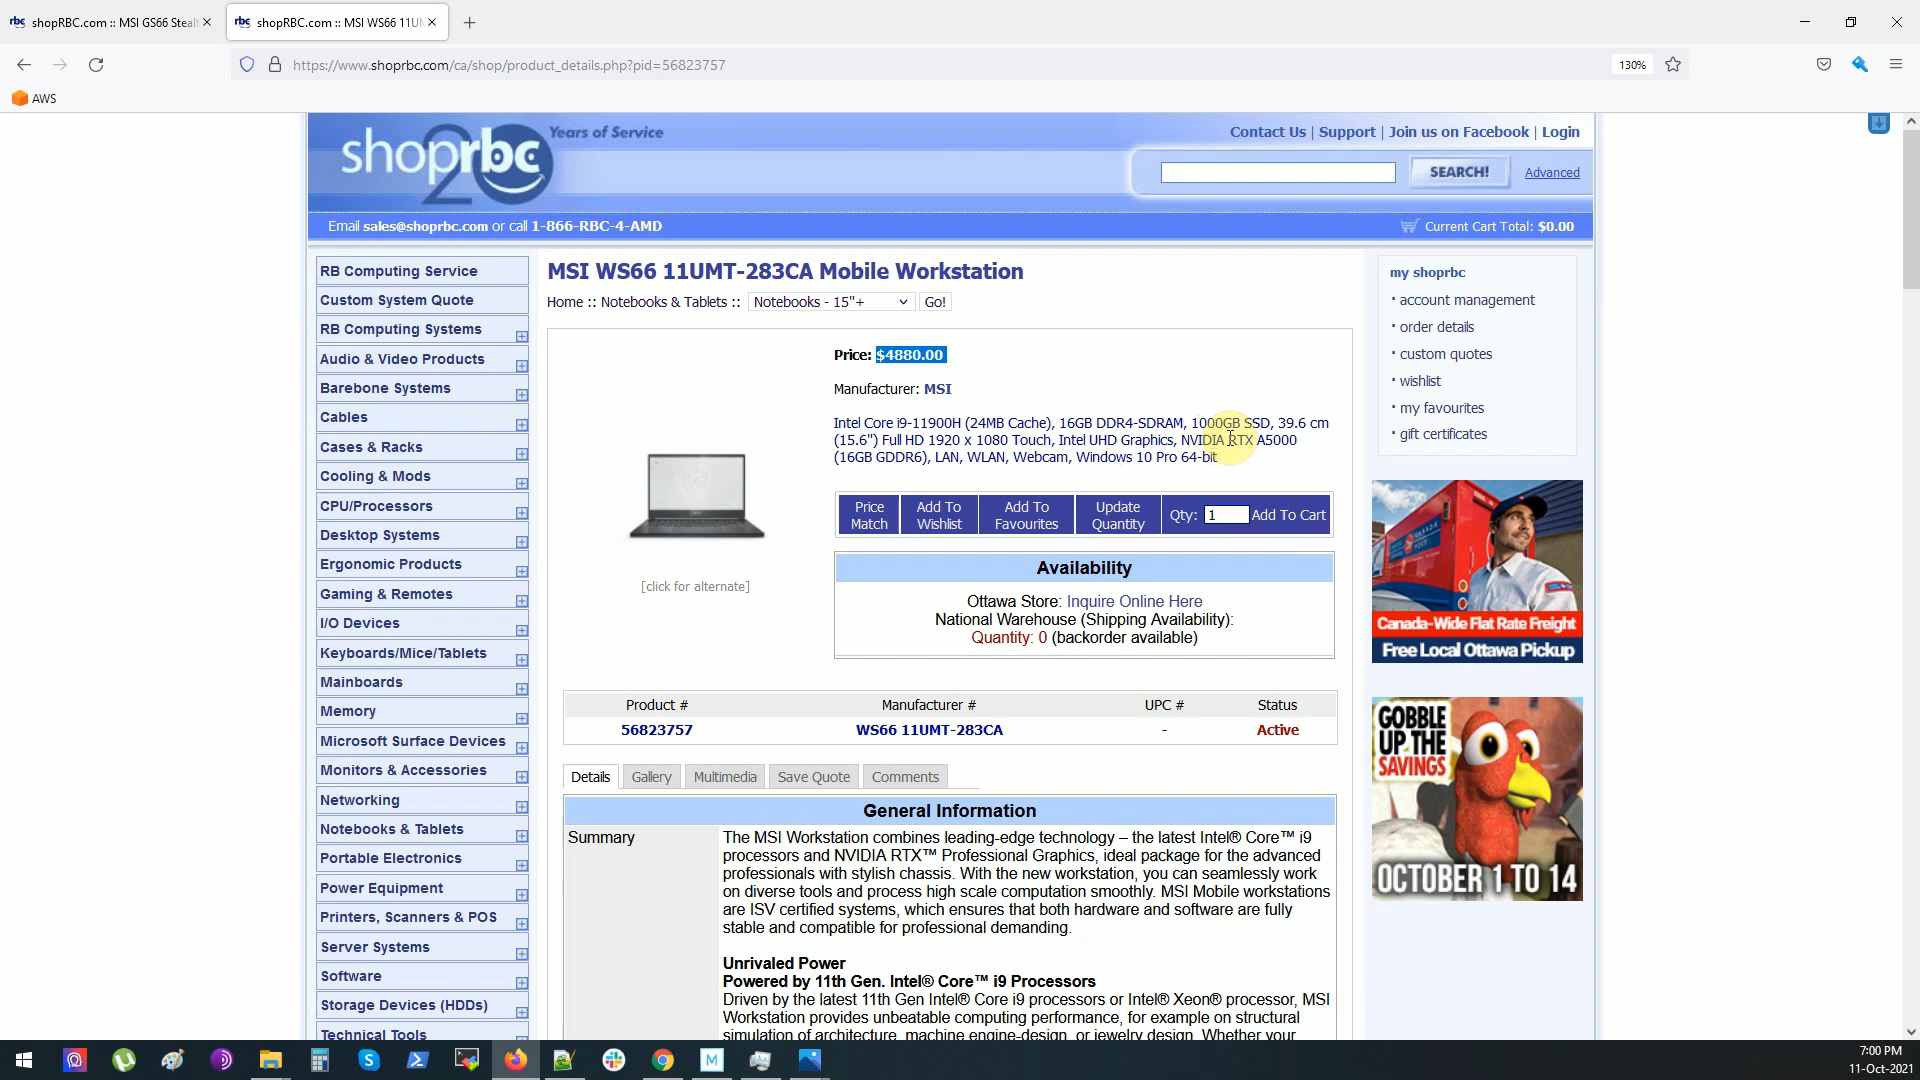 rbc shopRBC.com :: MSI GS66 Steal
rbc shopRBC.com :: MSI WS66 11UM
https://www.shoprbc.com/ca/shop/product_details.php?pid=56823757
130%
AWS
shoprbc
20
Years of Service
Contact Us | Support | Join us on Facebook | Login
SEARCH!
Advanced
Email sales@shoprbc.com or call 1-866-RBC-4-AMD
Current Cart Total: $0.00
RB Computing Service
Custom System Quote
RB Computing Systems
Audio & Video Products
Barebone Systems
Cables
Cases & Racks
Cooling & Mods
CPU/Processors
Desktop Systems
Ergonomic Products
Gaming & Remotes
I/O Devices
Keyboards/Mice/Tablets
Mainboards
Memory
Microsoft Surface Devices
Monitors & Accessories
Networking
Notebooks & Tablets
Portable Electronics
Power Equipment
Printers, Scanners & POS
Server Systems
Software
Storage Devices (HDDs)
Technical Tools
MSI WS66 11UMT-283CA Mobile Workstation
Home :: Notebooks & Tablets :: Notebooks - 15"+ Go!
Price: $4880.00
Manufacturer: MSI
Intel Core i9-11900H (24MB Cache), 16GB DDR4-SDRAM, 1000GB SSD, 39.6 cm
(15.6") Full HD 1920 x 1080 Touch, Intel UHD Graphics, NVIDIA RTX A5000
(16GB GDDR6), LAN, WLAN, Webcam, Windows 10 Pro 64-bit
[click for alternate]
Price Match
Add To Wishlist
Add To Favourites
Update Quantity
Qty: 1 Add To Cart
Availability
Ottawa Store: Inquire Online Here
National Warehouse (Shipping Availability):
Quantity: 0 (backorder available)
Product # Manufacturer # UPC # Status
56823757 WS66 11UMT-283CA - Active
Details Gallery Multimedia Save Quote Comments
General Information
Summary
The MSI Workstation combines leading-edge technology – the latest Intel® Core™ i9
processors and NVIDIA RTX™ Professional Graphics, ideal package for the advanced
professionals with stylish chassis. With the new workstation, you can seamlessly work
on diverse tools and process high scale computation smoothly. MSI Mobile workstations
are ISV certified systems, which ensures that both hardware and software are fully
stable and compatible for professional demanding.
Unrivaled Power
Powered by 11th Gen. Intel® Core™ i9 Processors
Driven by the latest 11th Gen Intel® Core i9 processors or Intel® Xeon® processor, MSI
Workstation provides unbeatable computing performance, for example on structural
simulation of architecture, machine engine-design, or jewelry design. Whether your
my shoprbc
· account management
· order details
· custom quotes
· wishlist
· my favourites
· gift certificates
Canada-Wide Flat Rate Freight
Free Local Ottawa Pickup
GOBBLE
UP THE
SAVINGS
OCTOBER 1 TO 14
7:00 PM
11-Oct-2021